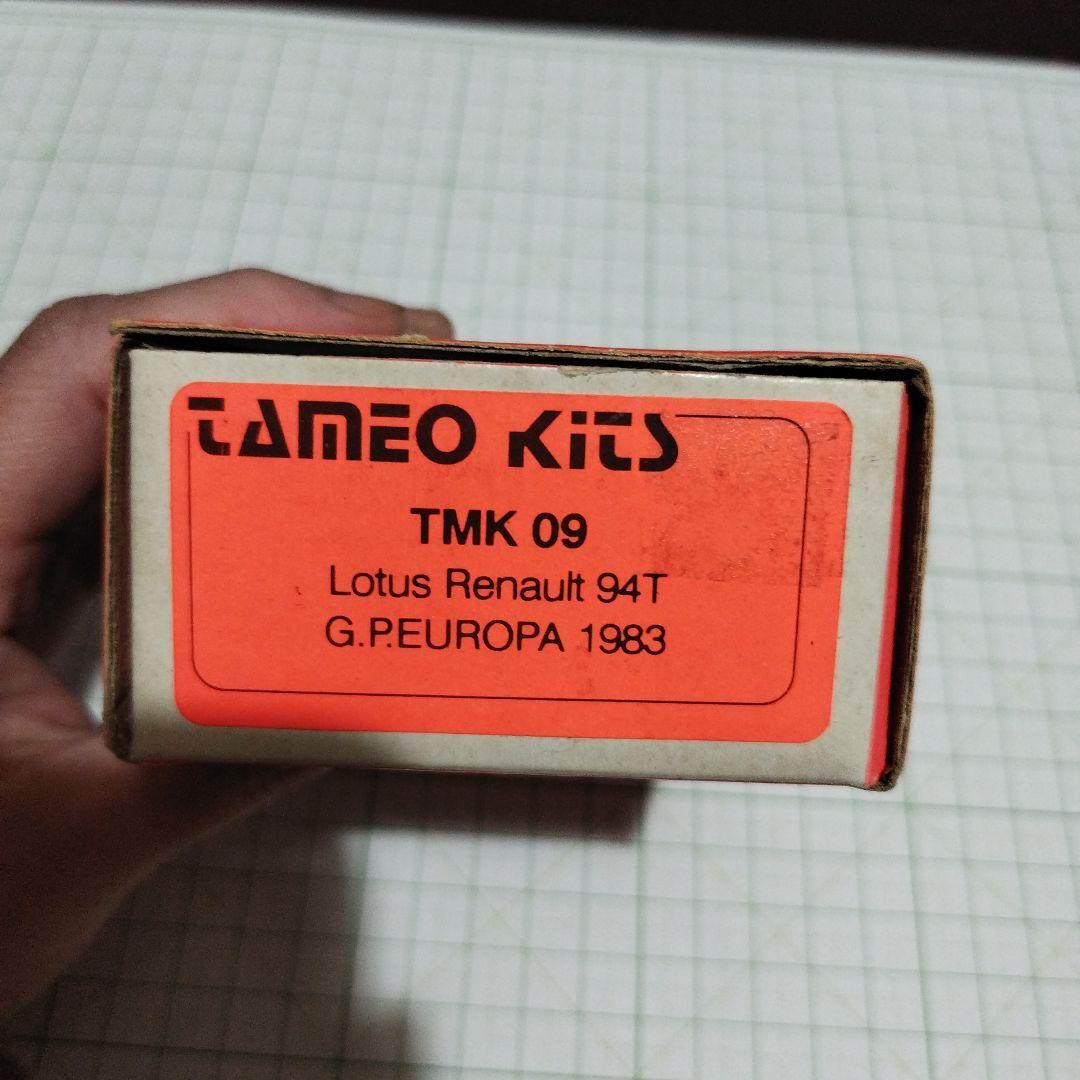 TAMEO KiTS
TMK 09
Lotus Renault 94T
G.P.EUROPA 1983